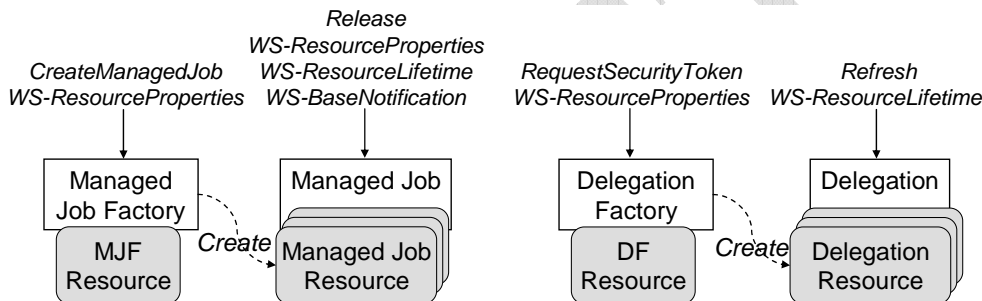 Release
WS-ResourceProperties
CreateManagedJob
WS-ResourceLifetime
RequestSecurityToken
Refresh
WS-ResourceProperties
WS-BaseNotification
WS-ResourceProperties
WS-ResourceLifetime
Managed
Job Factory
Managed Job
Delegation
Factory
Delegation
MJF
Resource
Create
Managed Job
Resource
DF
Resource
Create
Delegation
Resource